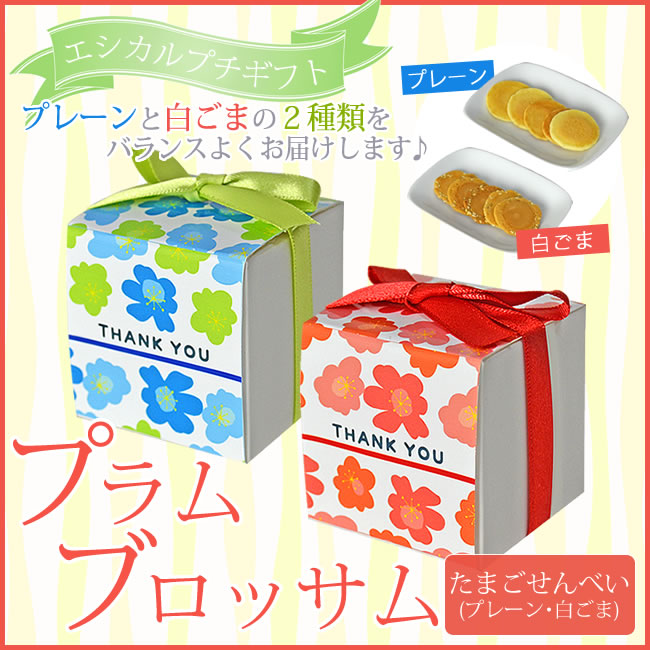 エシカルプチギフト
プレーンと白ごまの2種類を
バランスよくお届けします♪
プレーン
白ごま
THANK YOU
THANK YOU
プラム
ブロッサム
たまごせんべい
(プレーン・白ごま)